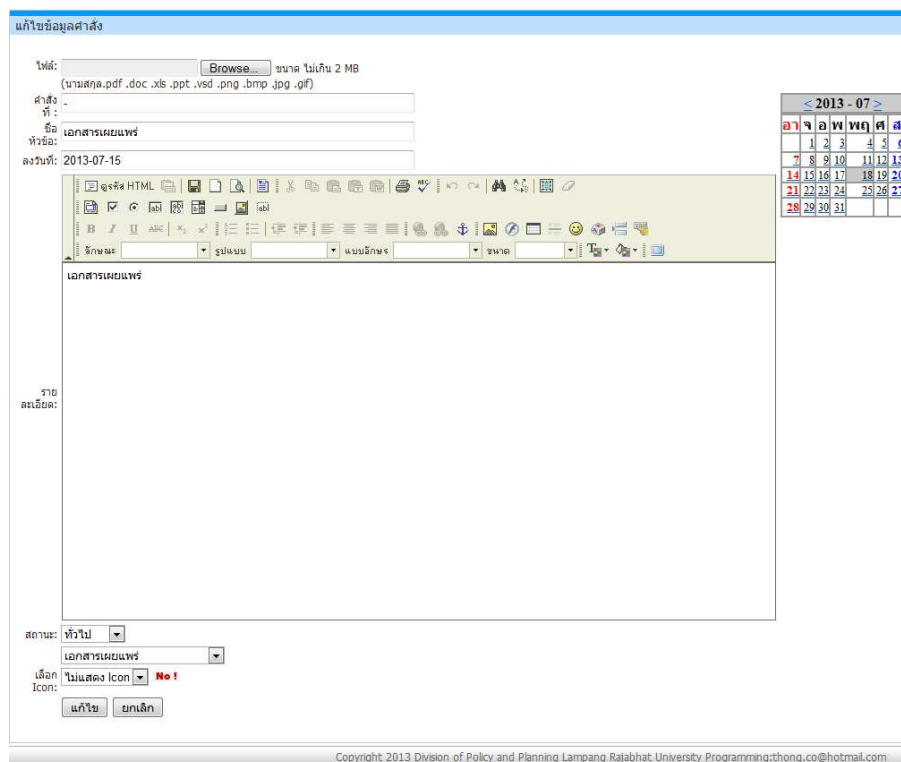 แก้ไขข้อมูลคำสั่ง
ไฟล์: Browse... ขนาด ไม่เกิน 2 MB
(นามสกุล.pdf .doc .xls .ppt .vsd .png .bmp .jpg .gif)
คำสั่ง
ที่ : -
ชื่อ
หัวข้อ: เอกสารเผยแพร่
ลงวันที่: 2013-07-15
< 2013 - 07 >
อา จ อ พ พฤ ศ ส
1 2 3 4 5 6
7 8 9 10 11 12 13
14 15 16 17 18 19 20
21 22 23 24 25 26 27
28 29 30 31
ดูรหัส HTML
B I U ABC
ลักษณะ รูปแบบ แบบอักษร ขนาด
เอกสารเผยแพร่
ราย
ละเอียด:
สถานะ: ทั่วไป
เอกสารเผยแพร่
เลือก
Icon: ไม่แสดง Icon No !
แก้ไข ยกเลิก
Copyright 2013 Division of Policy and Planning Lampang Rajabhat University Programming:thong.co@hotmail.com